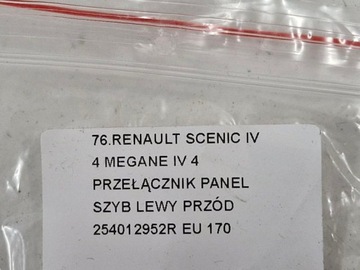 76.RENAULT SCENIC IV
4 MEGANE IV 4
PRZEŁĄCZNIK PANEL
SZYB LEWY PRZÓD
254012952R EU 170